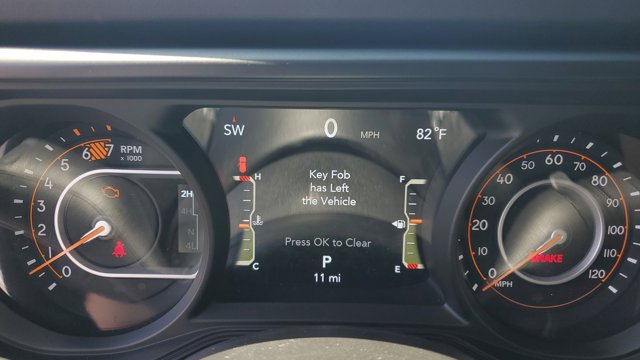 SW 0 MPH 82°F
Key Fob
has Left
the Vehicle
Press OK to Clear
P
11 mi
H
C
F
E
RPM
x 1000
0 1 2 3 4 5 6 7
2H
4H
N
4L
0 10 20 30 40 50 60 70 80 90 100 110 120
MPH
BRAKE